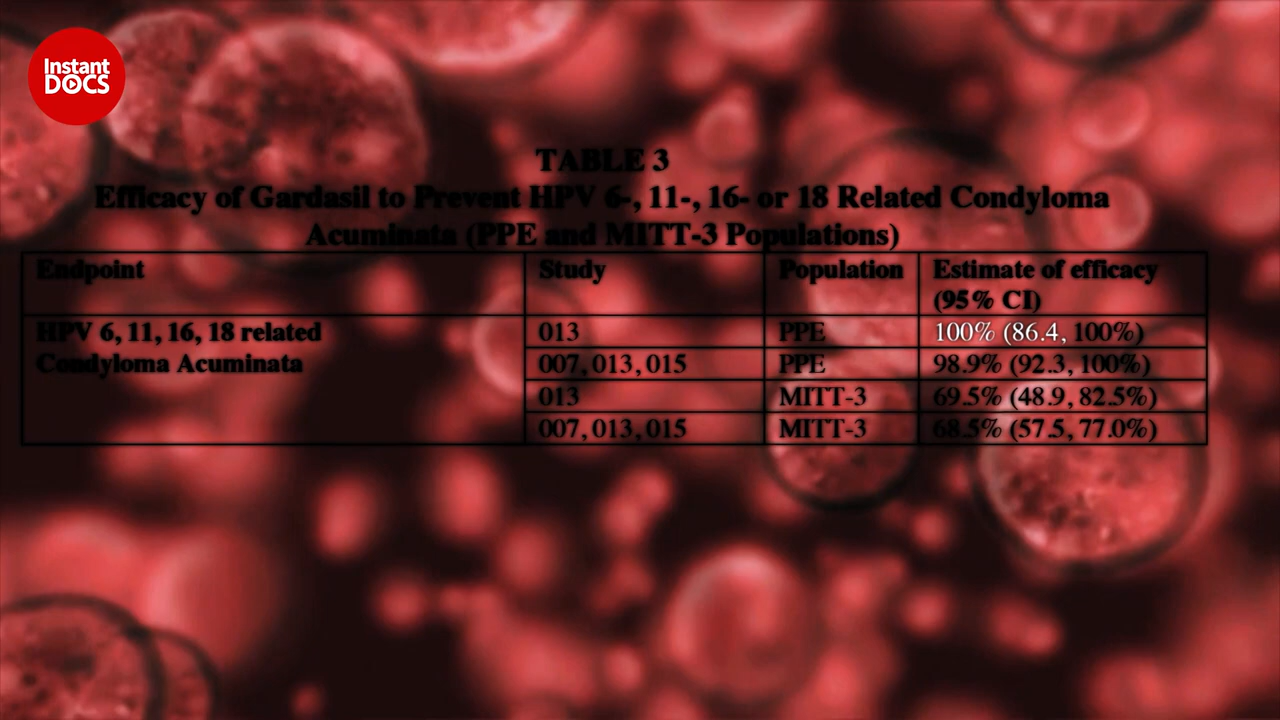 Instant
DOCS
TABLE 3
Efficacy of Gardasil to Prevent HPV 6-, 11-, 16- or 18 Related Condyloma
Acuminata (PPE and MITT-3 Populations)
Endpoint Study Population Estimate of efficacy
(95% CI)
HPV 6, 11, 16, 18 related
Condyloma Acuminata
013 PPE 100% (86.4, 100%)
007, 013, 015 PPE 98.9% (92.3, 100%)
013 MITT-3 69.5% (48.9, 82.5%)
007, 013, 015 MITT-3 68.5% (57.5, 77.0%)